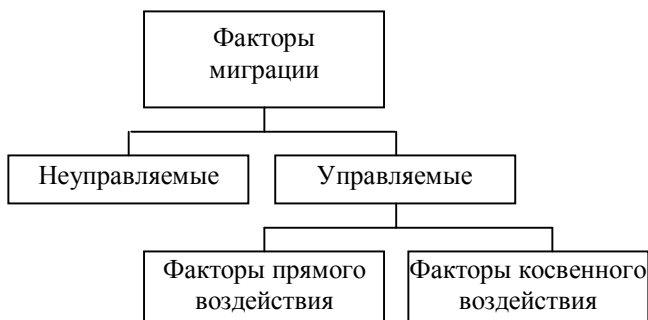 Факторы
миграции
Неуправляемые
Управляемые
Факторы прямого
воздействия
Факторы косвенного
воздействия